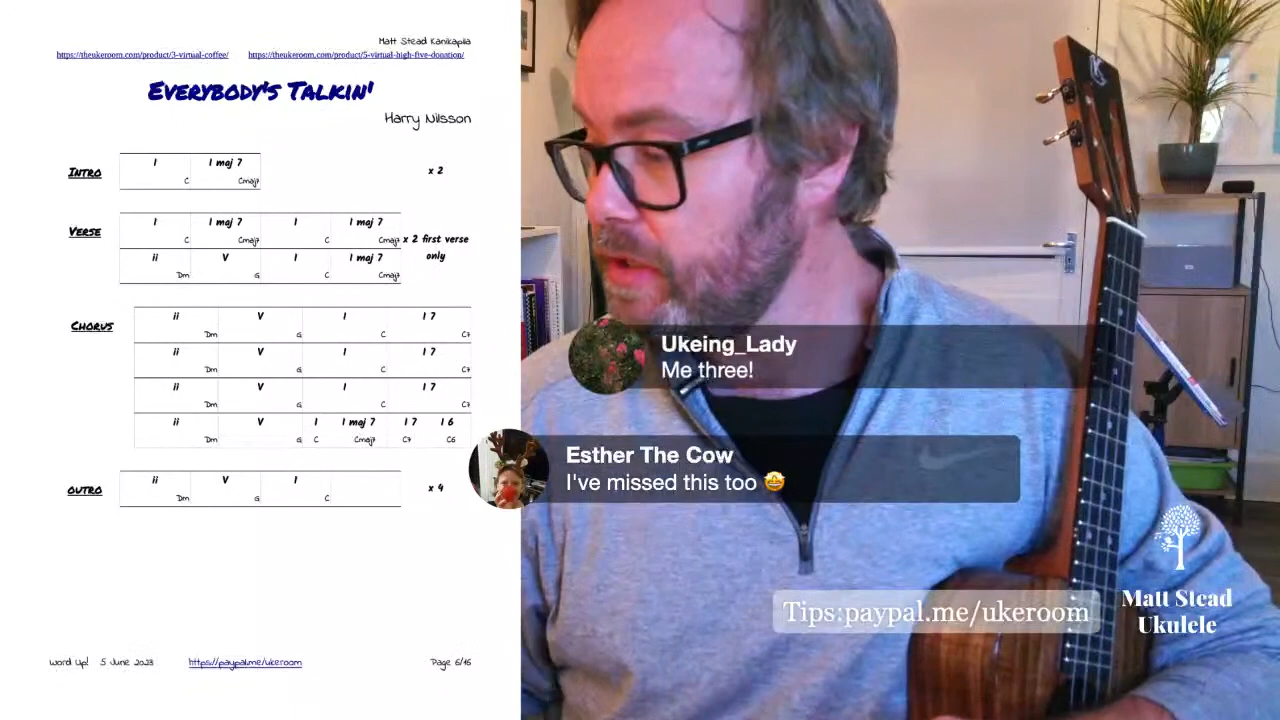 Matt Stead Kanikapila
https://theukeroom.com/product/3-virtual-coffee/ https://theukeroom.com/product/5-virtual-high-five-donation/
Everybody's Talkin'
Harry Nilsson
Intro
I I maj 7
C Cmaj7
x 2
Verse
I I maj 7 I I maj 7
C Cmaj7 C Cmaj7
x 2 first verse only
ii V I I maj 7
Dm G C Cmaj7
Chorus
ii V I I 7
Dm G C C7
ii V I I 7
Dm G C C7
ii V I I 7
Dm G C C7
ii V I I maj 7 I 7 I 6
Dm G C Cmaj7 C7 C6
outro
ii V I
Dm G C
x 4
Word Up! 5 June 2023 https://paypal.me/ukeroom Page 6/16
Ukeing_Lady
Me three!
Esther The Cow
I've missed this too 🤩
Tips:paypal.me/ukeroom
Matt Stead
Ukulele